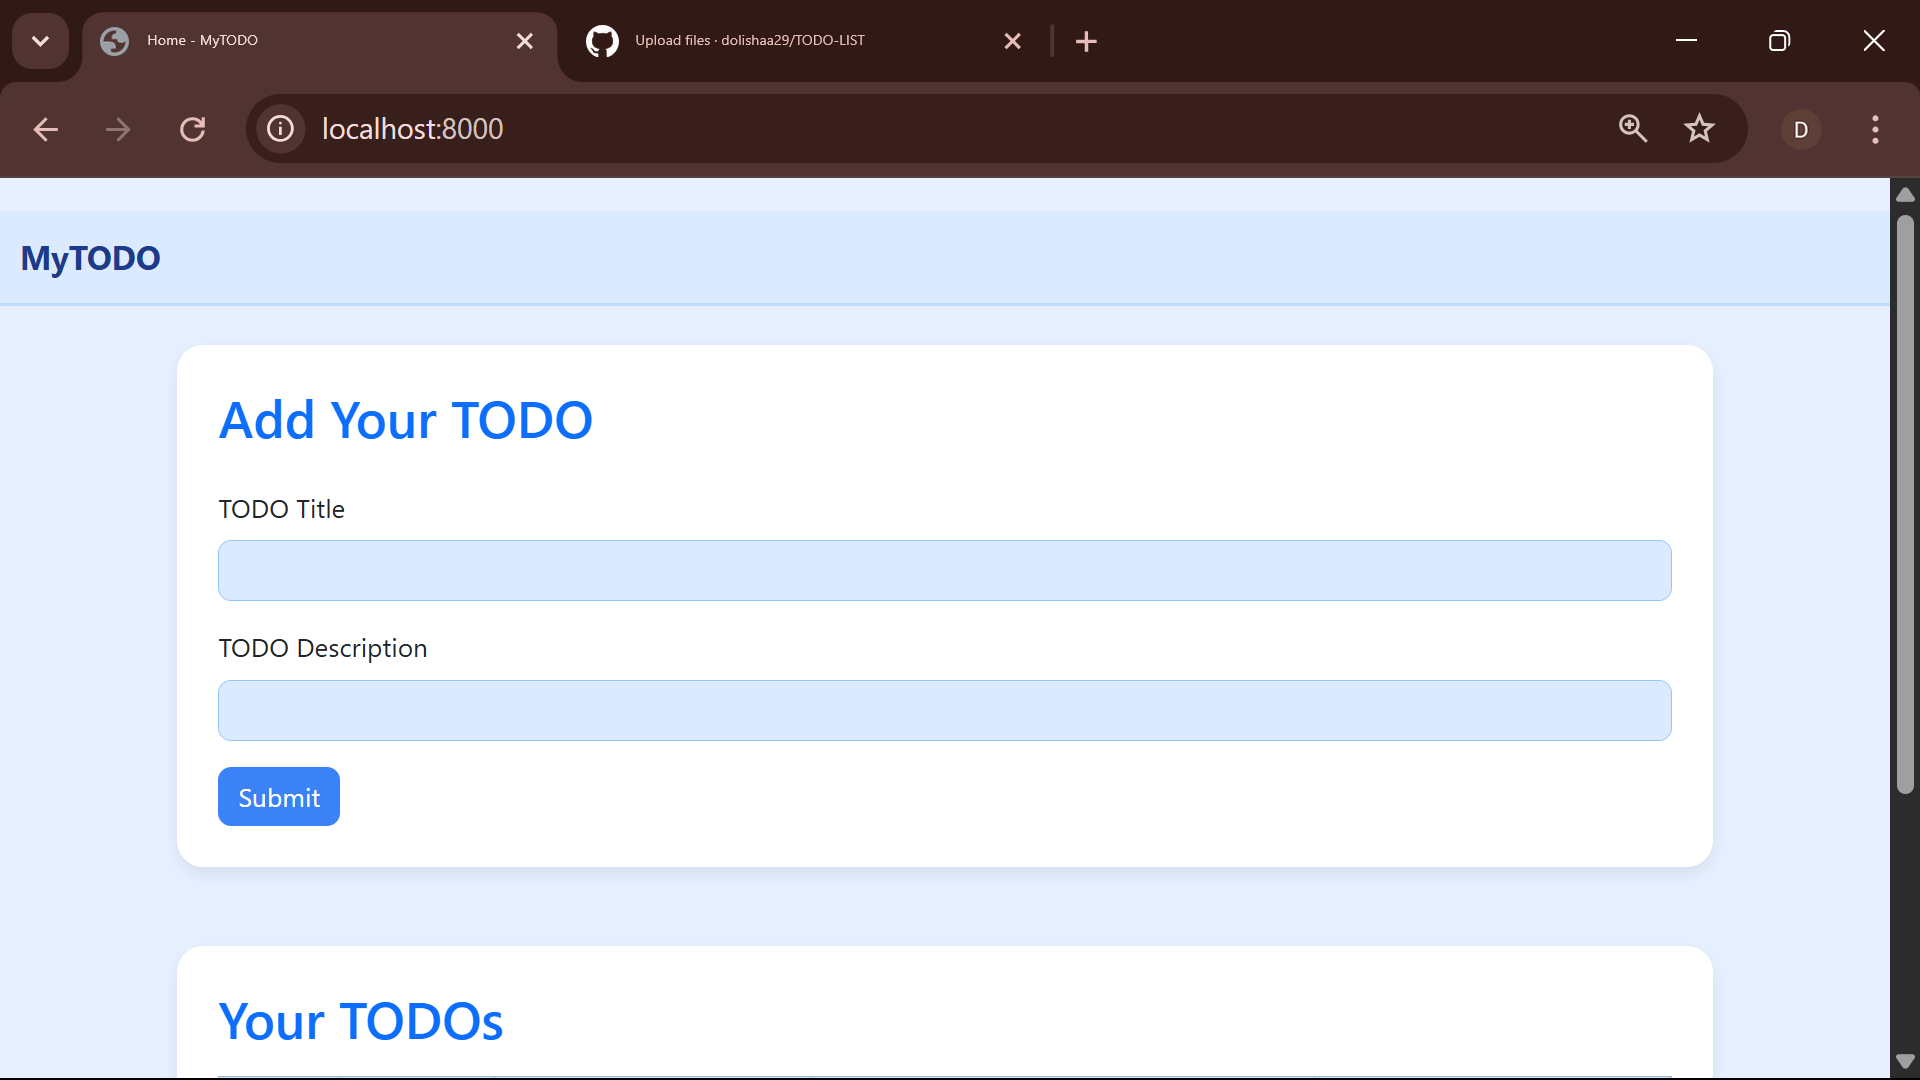 Home - MyTODO
Upload files · dolishaa29/TODO-LIST
localhost:8000
D
MyTODO
Add Your TODO
TODO Title
TODO Description
Submit
Your TODOs